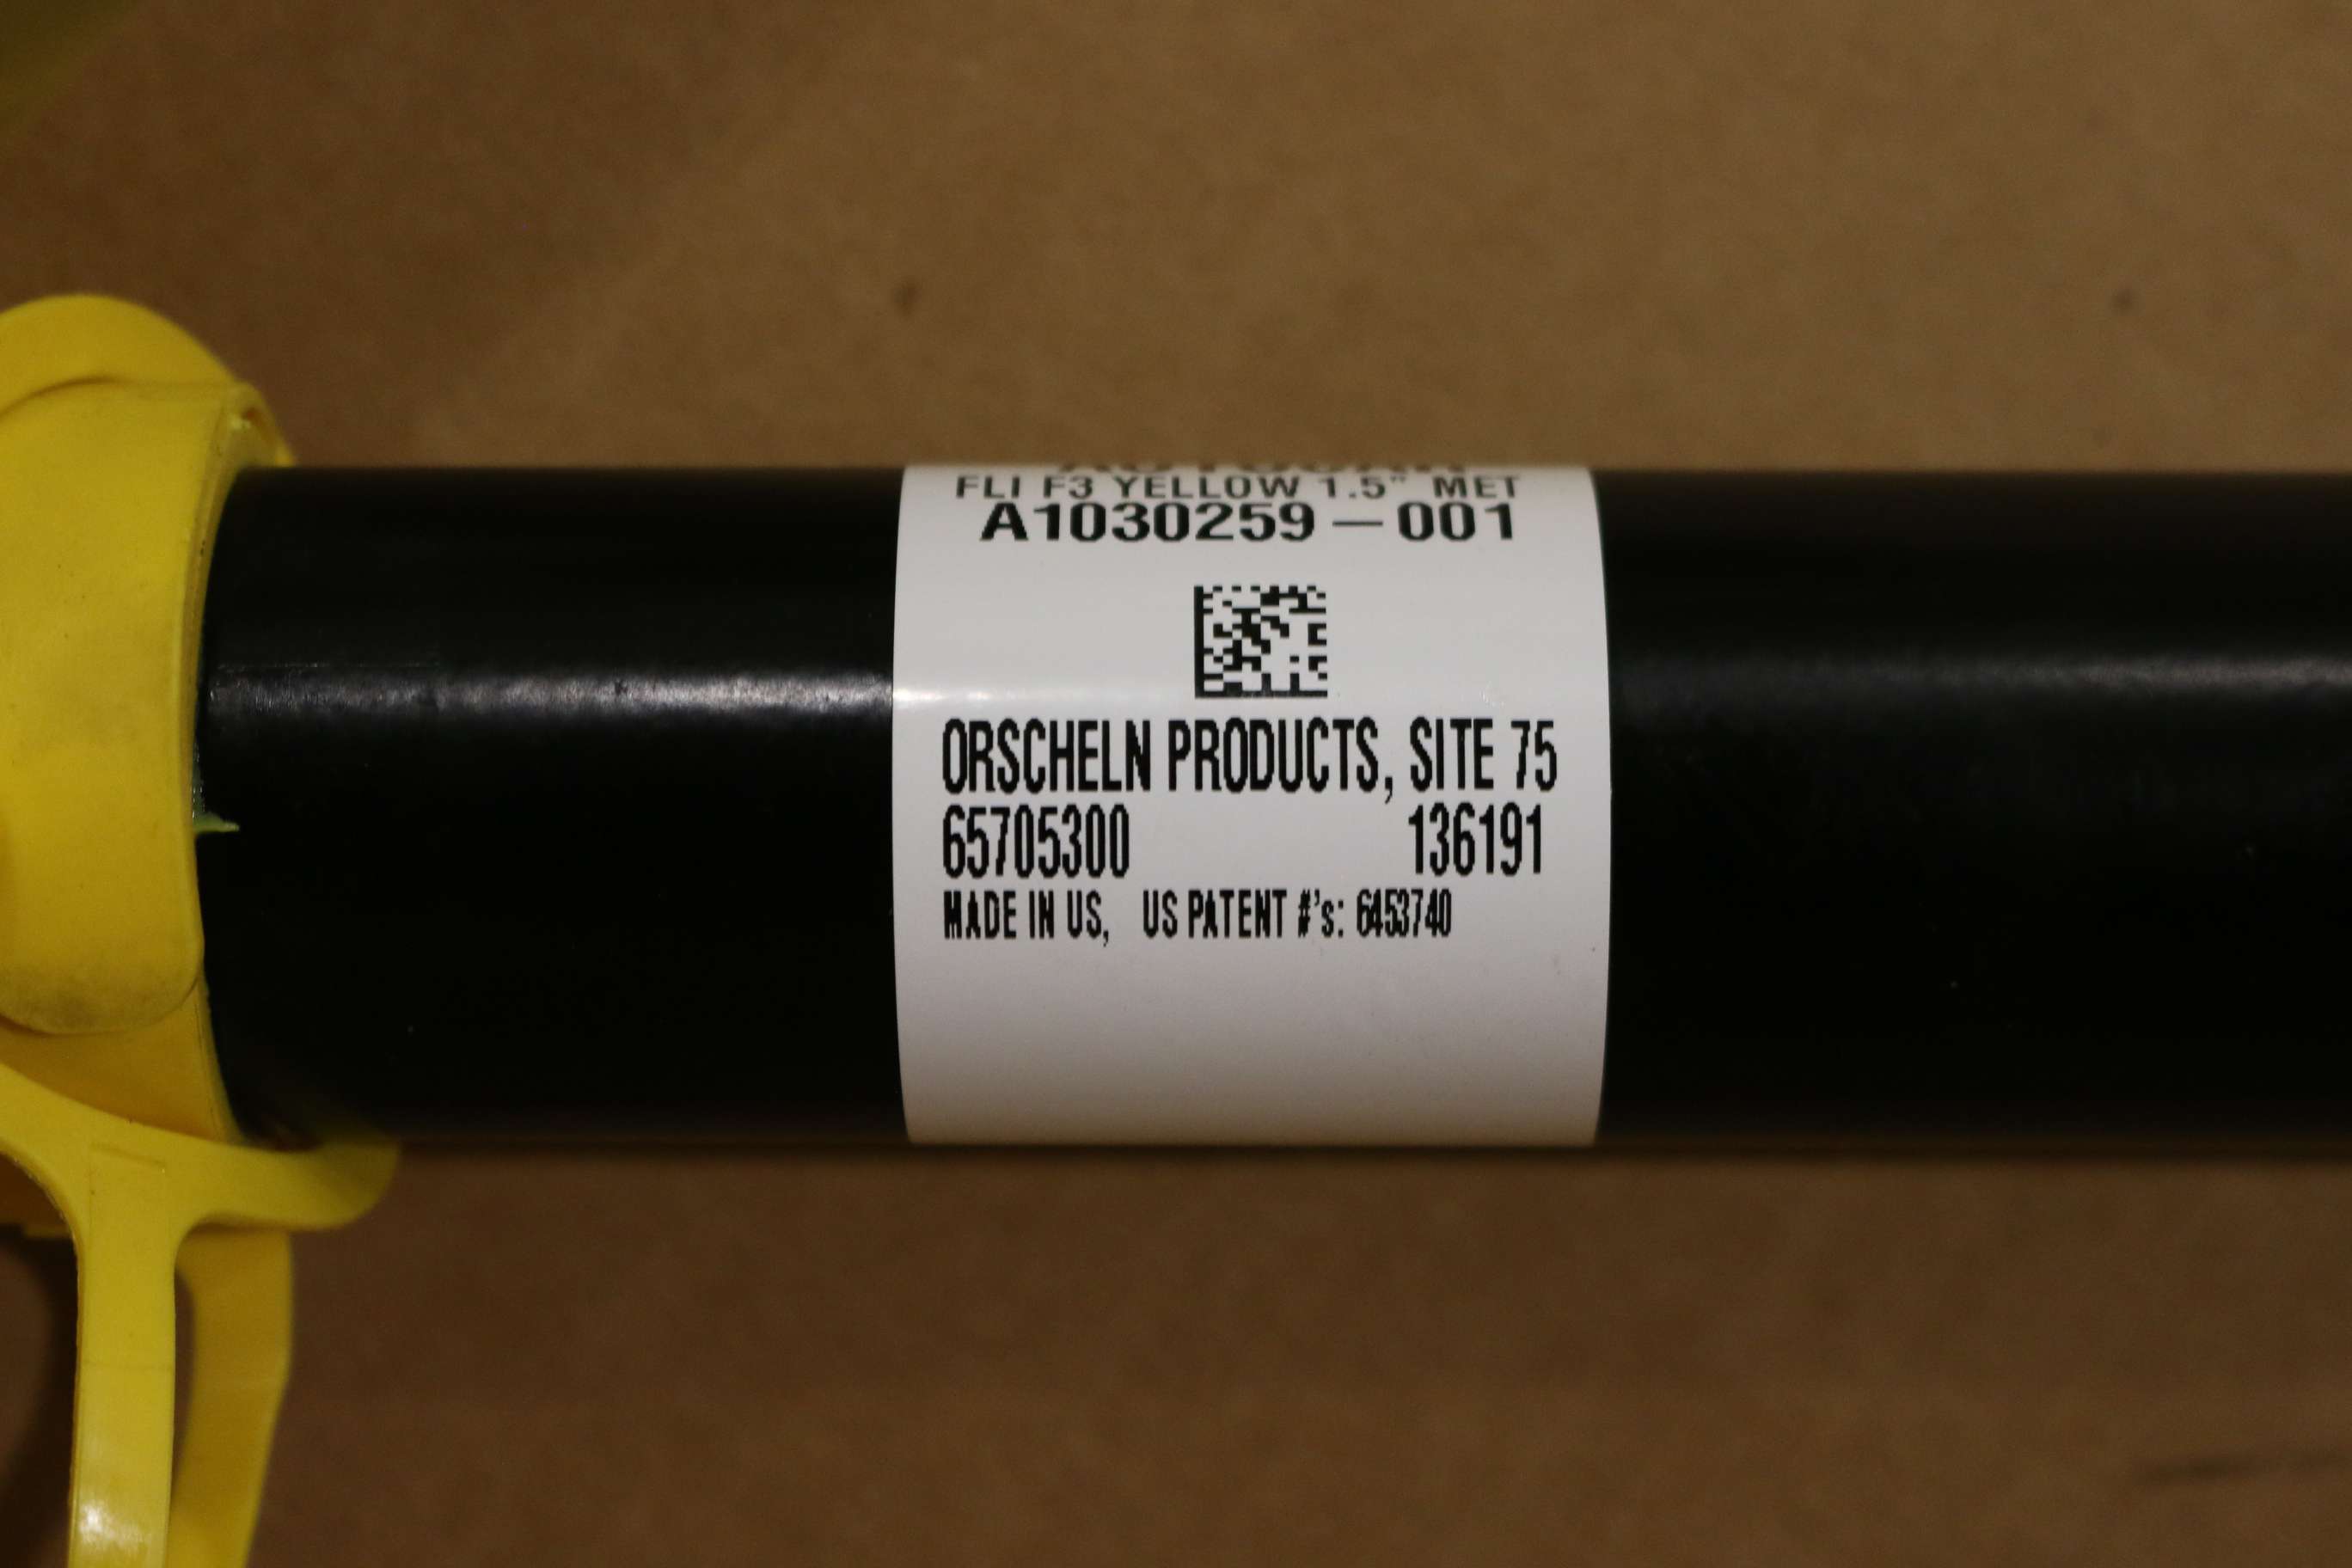 FLI F3 YELLOW 1.5" MET
A1030259-001
ORSCHELN PRODUCTS, SITE 75
65705300 136191
MADE IN US, US PATENT #'s: 6453740